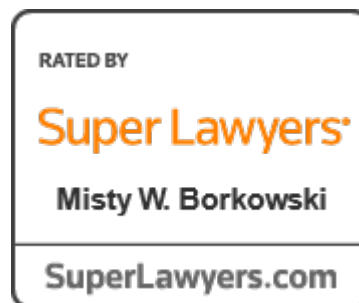 RATED BY
Super Lawyers
Misty W. Borkowski
SuperLawyers.com